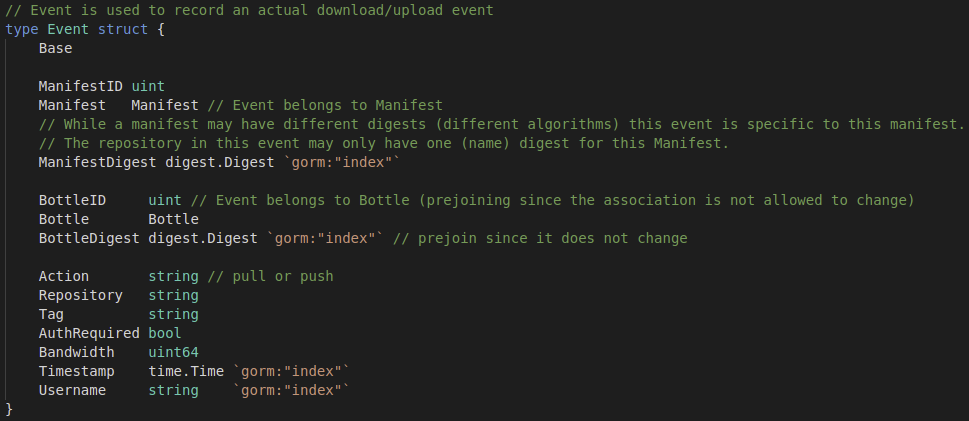 // Event is used to record an actual download/upload event
type Event struct {
    Base

    ManifestID uint
    Manifest   Manifest // Event belongs to Manifest
    // While a manifest may have different digests (different algorithms) this event is specific to this manifest.
    // The repository in this event may only have one (name) digest for this Manifest.
    ManifestDigest digest.Digest `gorm:"index"`

    BottleID     uint // Event belongs to Bottle (prejoining since the association is not allowed to change)
    Bottle       Bottle
    BottleDigest digest.Digest `gorm:"index"` // prejoin since it does not change

    Action       string // pull or push
    Repository   string
    Tag          string
    AuthRequired bool
    Bandwidth    uint64
    Timestamp    time.Time `gorm:"index"`
    Username     string    `gorm:"index"`
}